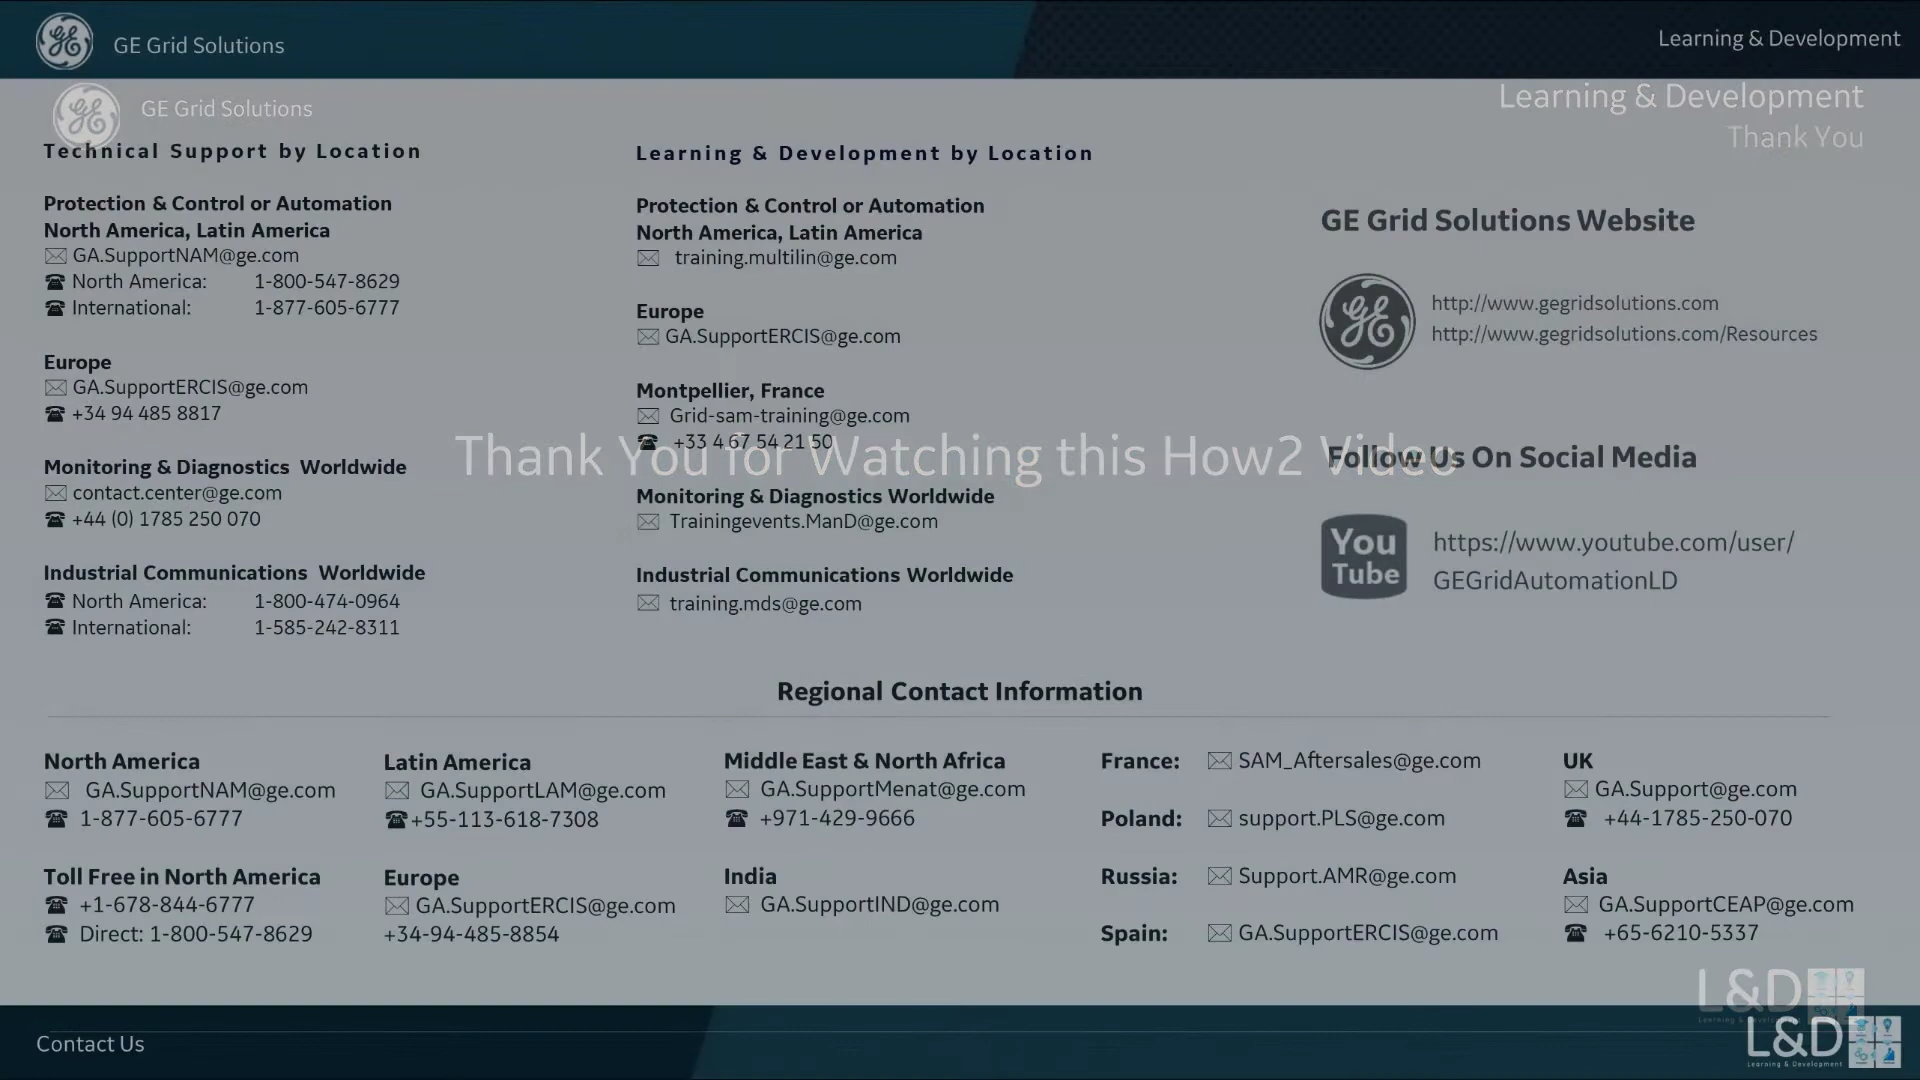 GE Grid Solutions
Learning & Development
GE Grid Solutions
Learning & Development
Thank You
Technical Support by Location
Protection & Control or Automation
North America, Latin America
GA.SupportNAM@ge.com
North America: 1-800-547-8629
International: 1-877-605-6777
Europe
GA.SupportERCIS@ge.com
+34 94 485 8817
Monitoring & Diagnostics Worldwide
contact.center@ge.com
+44 (0) 1785 250 070
Industrial Communications Worldwide
North America: 1-800-474-0964
International: 1-585-242-8311
Learning & Development by Location
Protection & Control or Automation
North America, Latin America
training.multilin@ge.com
Europe
GA.SupportERCIS@ge.com
Montpellier, France
Grid-sam-training@ge.com
+33 4 67 54 21 50
Thank You for Watching this How2 Video
Monitoring & Diagnostics Worldwide
Trainingevents.ManD@ge.com
Industrial Communications Worldwide
training.mds@ge.com
GE Grid Solutions Website
http://www.gegridsolutions.com
http://www.gegridsolutions.com/Resources
Follow Us On Social Media
You
Tube
https://www.youtube.com/user/
GEGridAutomationLD
Regional Contact Information
North America
GA.SupportNAM@ge.com
1-877-605-6777
Toll Free in North America
+1-678-844-6777
Direct: 1-800-547-8629
Latin America
GA.SupportLAM@ge.com
+55-113-618-7308
Europe
GA.SupportERCIS@ge.com
+34-94-485-8854
Middle East & North Africa
GA.SupportMenat@ge.com
+971-429-9666
India
GA.SupportIND@ge.com
France: SAM_Aftersales@ge.com
Poland: support.PLS@ge.com
Russia: Support.AMR@ge.com
Spain: GA.SupportERCIS@ge.com
UK
GA.Support@ge.com
+44-1785-250-070
Asia
GA.SupportCEAP@ge.com
+65-6210-5337
L&D
Learning & Development
Contact Us
L&D
Learning & Development